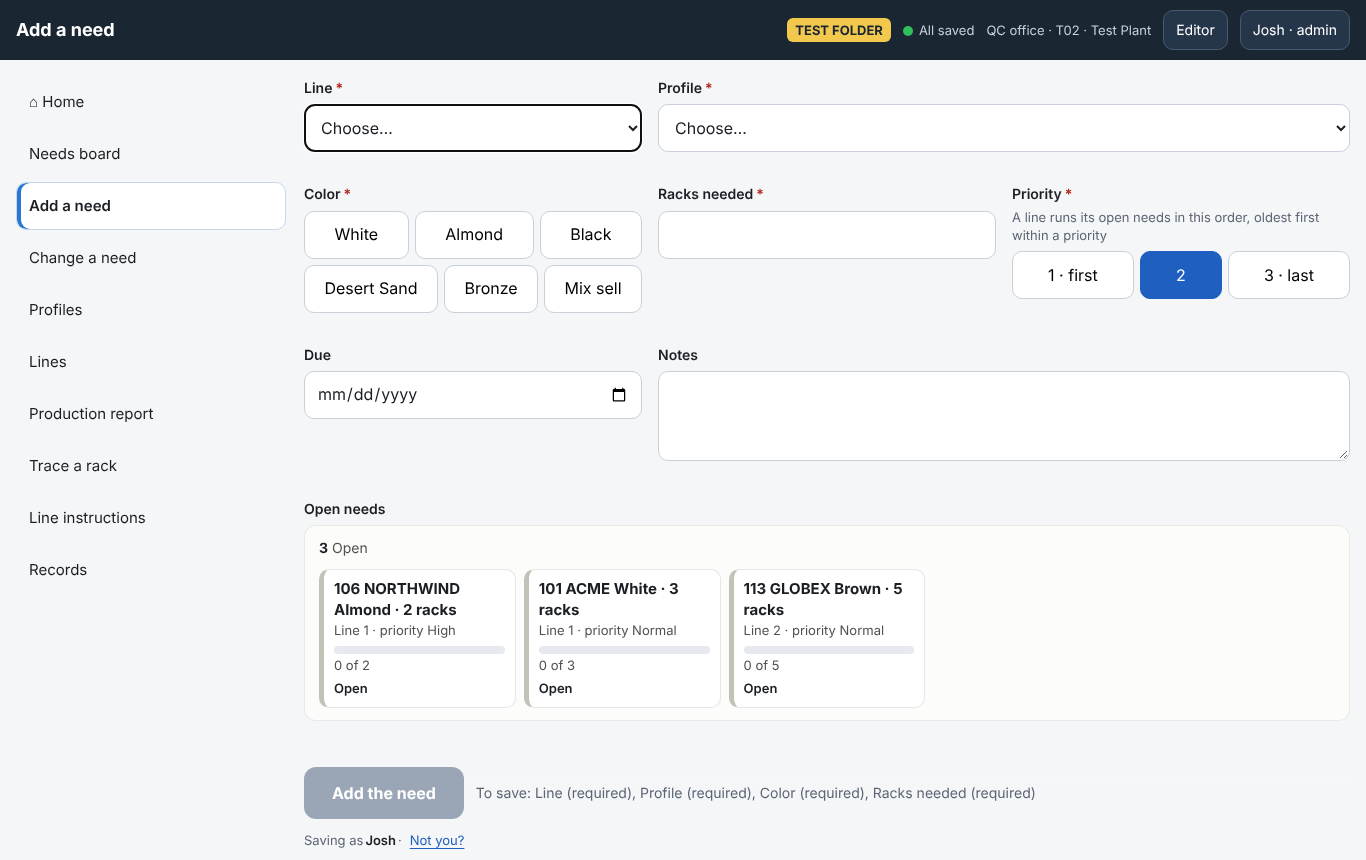 Add a need
TEST FOLDER
All saved
QC office · T02 · Test Plant
Editor
Josh · admin
⌂ Home
Needs board
Add a need
Change a need
Profiles
Lines
Production report
Trace a rack
Line instructions
Records
Line *
Choose...
Profile *
Choose...
Color *
White
Almond
Black
Desert Sand
Bronze
Mix sell
Racks needed *
Priority *
A line runs its open needs in this order, oldest first
within a priority
1 · first
2
3 · last
Due
mm/dd/yyyy
Notes
Open needs
3 Open
106 NORTHWIND
Almond · 2 racks
Line 1 · priority High
0 of 2
Open
101 ACME White · 3
racks
Line 1 · priority Normal
0 of 3
Open
113 GLOBEX Brown · 5
racks
Line 2 · priority Normal
0 of 5
Open
Add the need
To save: Line (required), Profile (required), Color (required), Racks needed (required)
Saving as Josh · Not you?